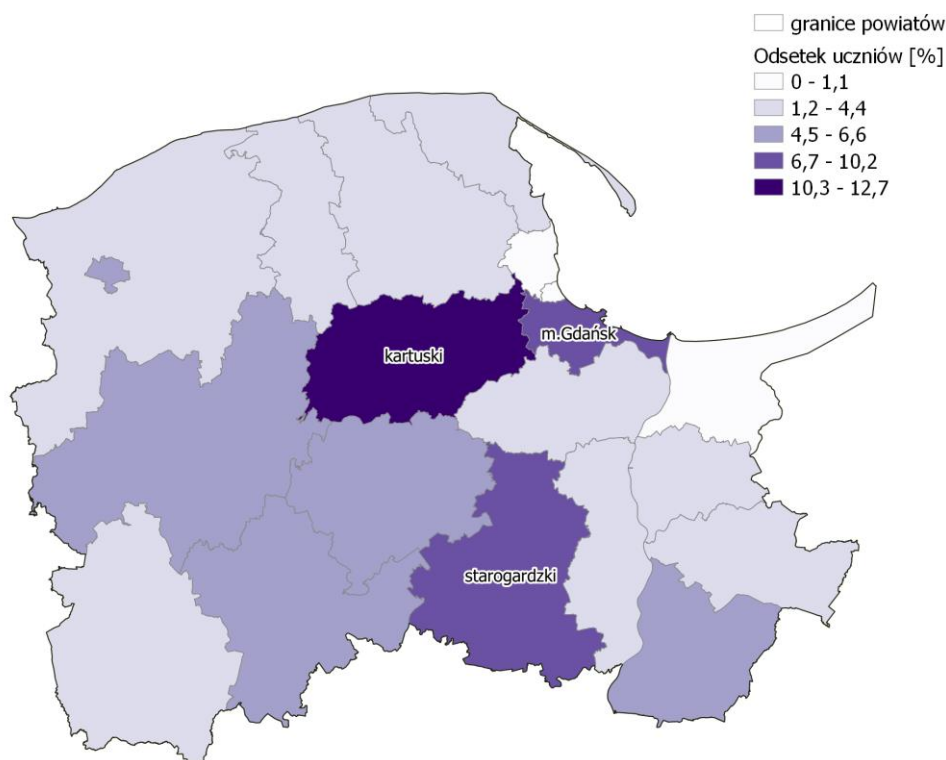 granice powiatów
Odsetek uczniów [%]
0 - 1,1
1,2 - 4,4
4,5 - 6,6
6,7 - 10,2
10,3 - 12,7
m.Gdańsk
kartuski
starogardzki